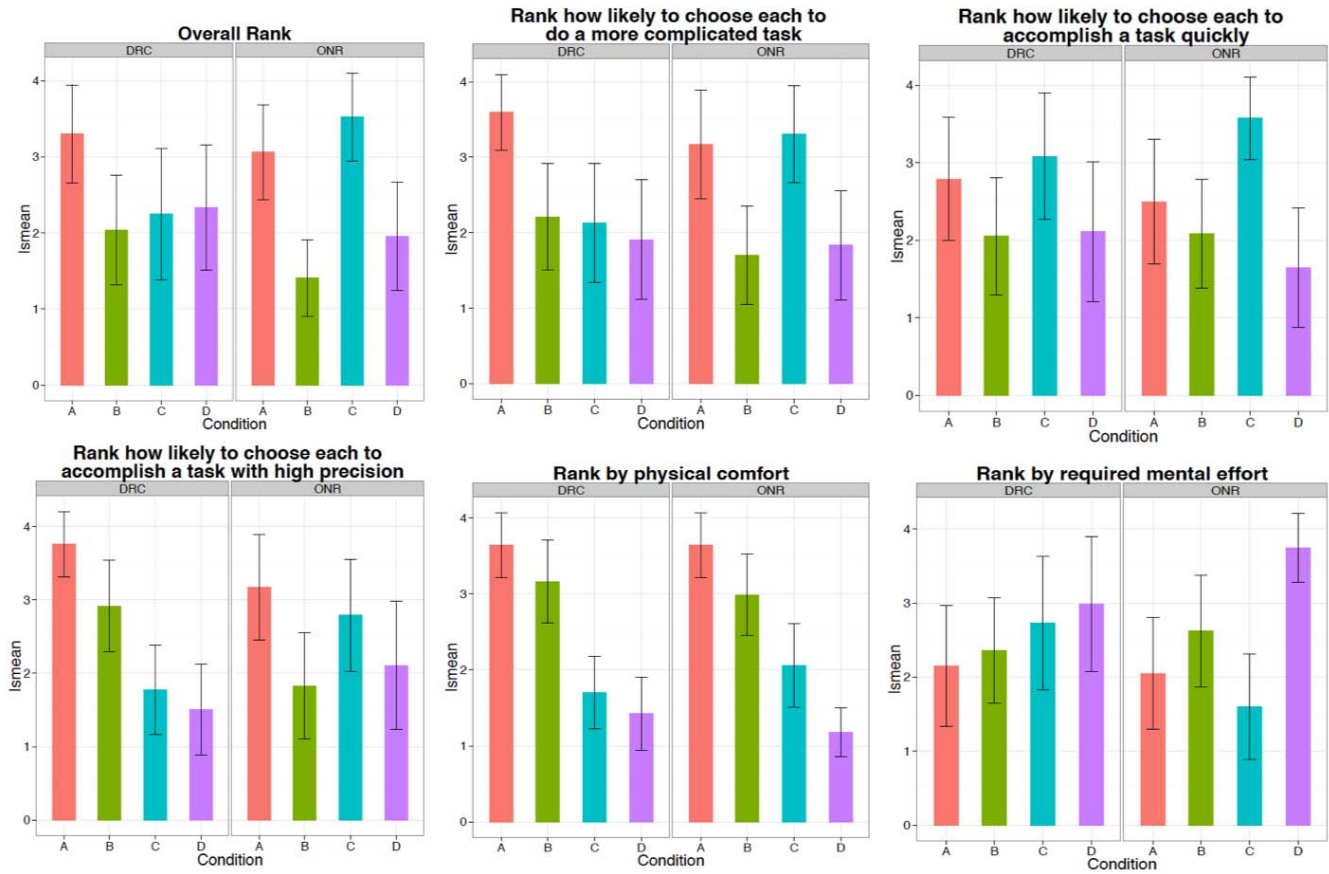 Overall Rank
DRC ONR
lsmean
4
3
2
1
0
A B C D A B C D
Condition
Rank how likely to choose each to
do a more complicated task
DRC ONR
lsmean
4
3
2
1
0
A B C D A B C D
Condition
Rank how likely to choose each to
accomplish a task quickly
DRC ONR
lsmean
4
3
2
1
0
A B C D A B C D
Condition
Rank how likely to choose each to
accomplish a task with high precision
DRC ONR
lsmean
4
3
2
1
0
A B C D A B C D
Condition
Rank by physical comfort
DRC ONR
lsmean
4
3
2
1
0
A B C D A B C D
Condition
Rank by required mental effort
DRC ONR
lsmean
4
3
2
1
0
A B C D A B C D
Condition